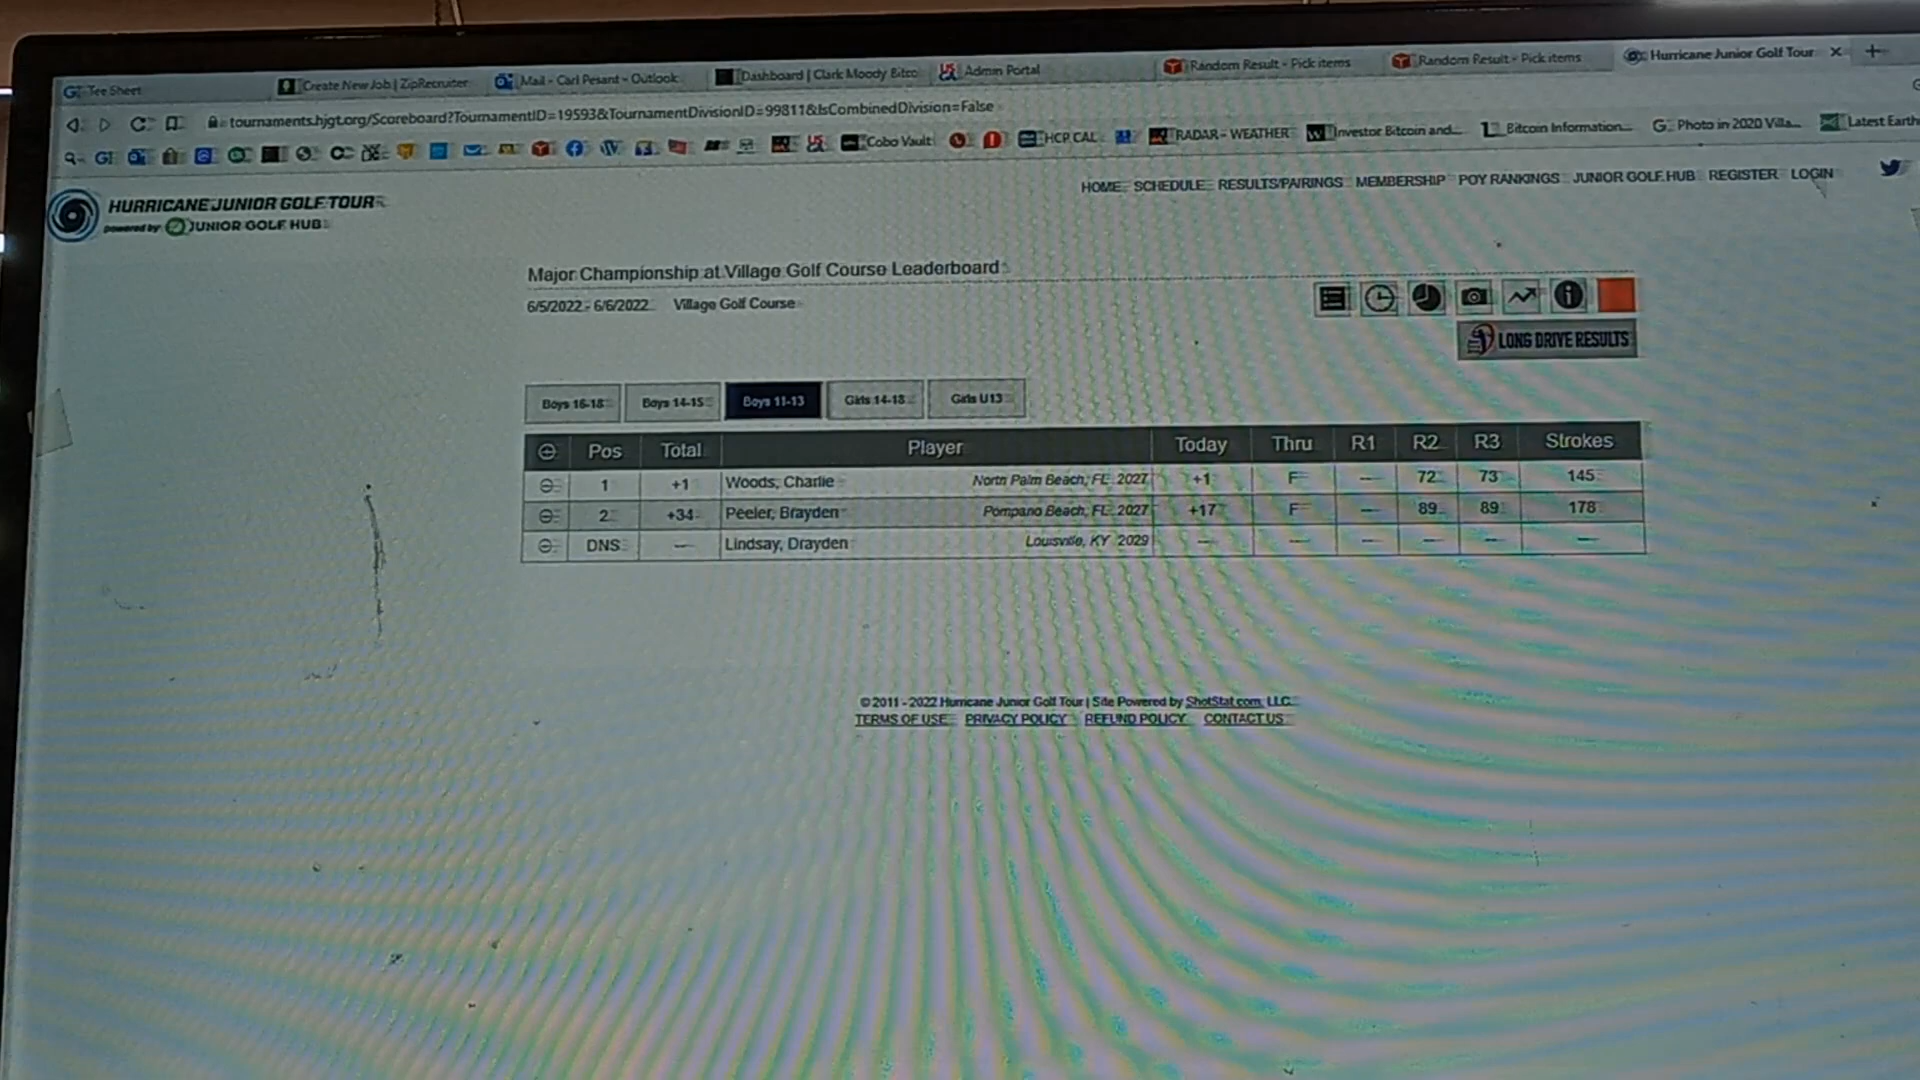 Tee Sheet
Create New Job | ZipRecruiter
Mail - Carl Pesant - Outlook
Dashboard | Clark Moody Bitco
Admin Portal
Random Result - Pick items
Random Result - Pick items
Hurricane Junior Golf Tour
tournaments.hjgt.org/Scoreboard?TournamentID=19593&TournamentDivisionID=99811&IsCombinedDivision=False
Cobo Vault
HCP CAL
RADAR - WEATHER
Investor Bitcoin and...
Bitcoin Information...
Photo in 2020 Villa...
Latest Earth
HURRICANE JUNIOR GOLF TOUR
powered by JUNIOR GOLF HUB
HOME SCHEDULE RESULTS/PAIRINGS MEMBERSHIP POY RANKINGS JUNIOR GOLF HUB REGISTER LOGIN
Major Championship at Village Golf Course Leaderboard
6/5/2022 - 6/6/2022 Village Golf Course
LONG DRIVE RESULTS
Boys 16-18 Boys 14-15 Boys 11-13 Girls 14-18 Girls U13
Pos Total Player Today Thru R1 R2 R3 Strokes
1 +1 Woods, Charlie North Palm Beach, FL 2027 +1 F -- 72 73 145
2 +34 Peeler, Brayden Pompano Beach, FL 2027 +17 F -- 89 89 178
DNS -- Lindsay, Drayden Louisville, KY 2029 -- -- -- -- -- --
© 2011 - 2022 Hurricane Junior Golf Tour | Site Powered by ShotStat.com, LLC.
TERMS OF USE PRIVACY POLICY REFUND POLICY CONTACT US